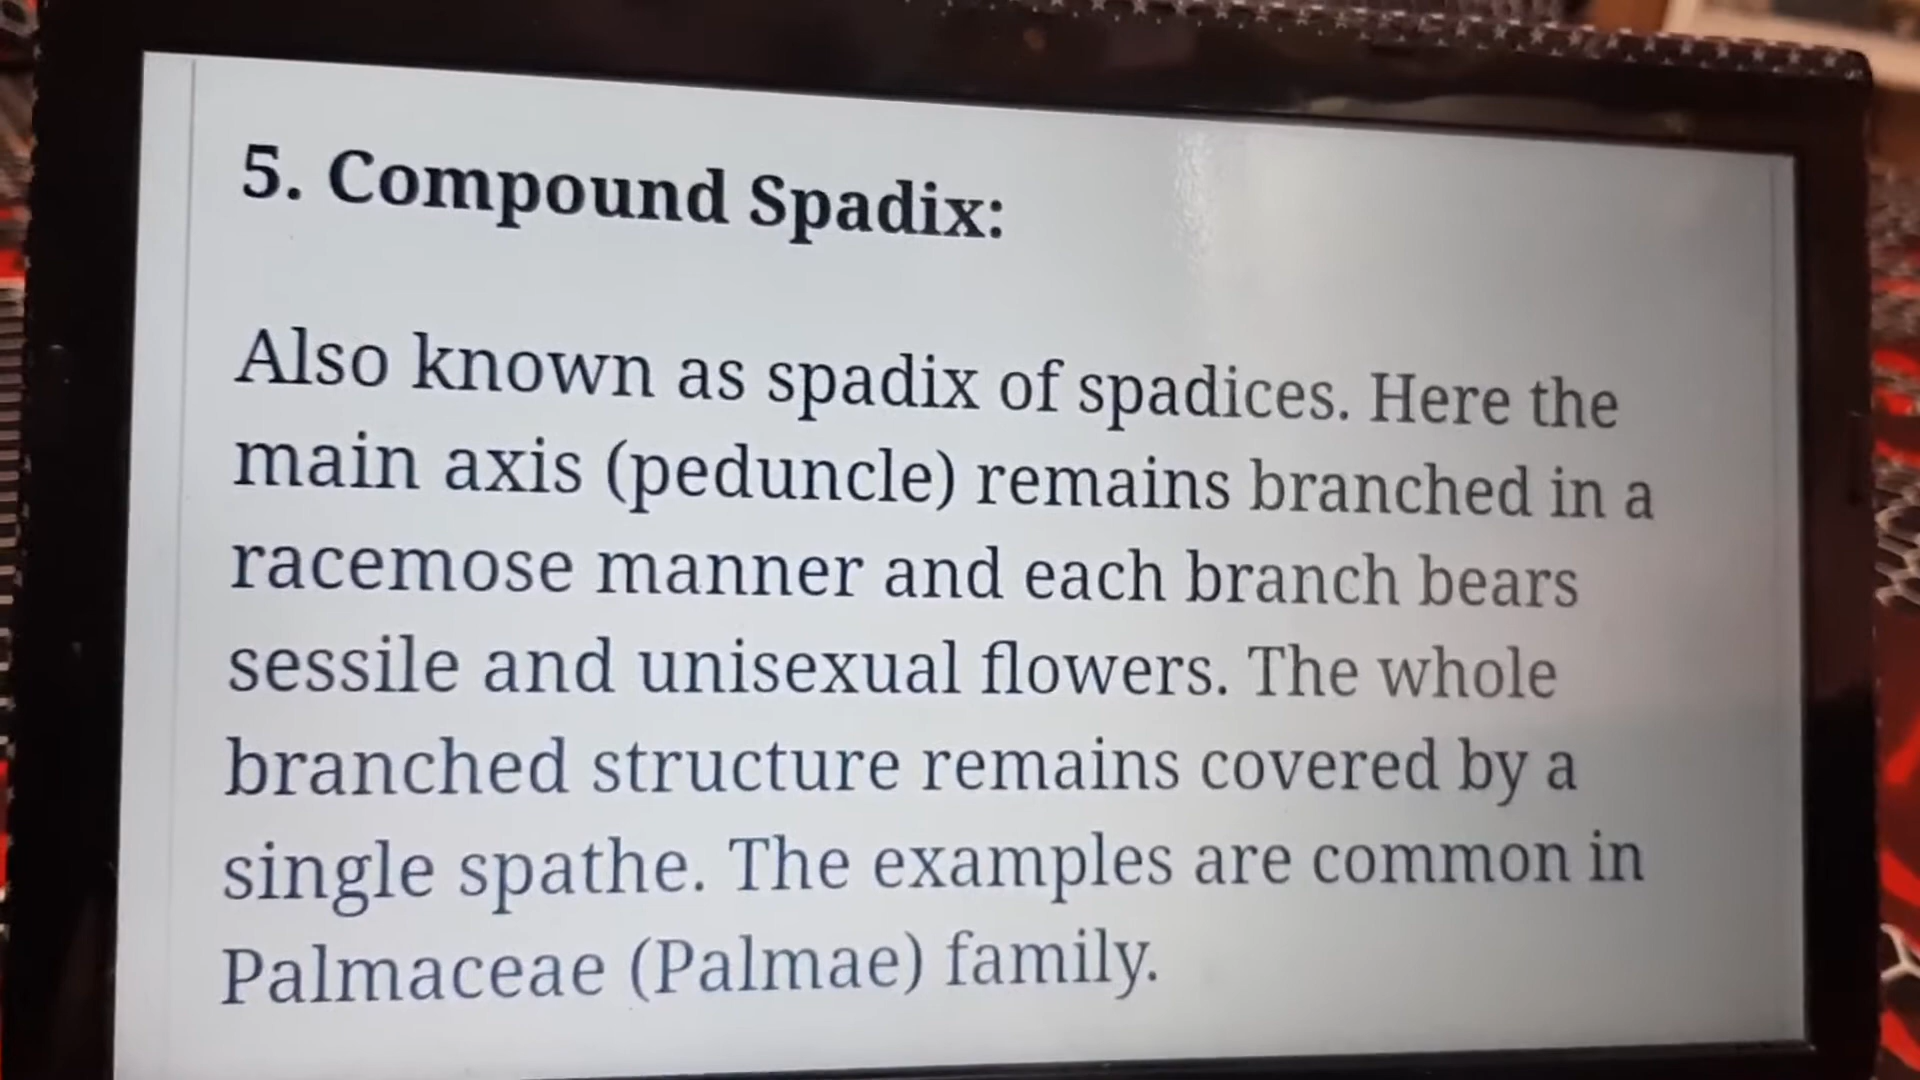 5. Compound Spadix:
Also known as spadix of spadices. Here the
main axis (peduncle) remains branched in a
racemose manner and each branch bears
sessile and unisexual flowers. The whole
branched structure remains covered by a
single spathe. The examples are common in
Palmaceae (Palmae) family.